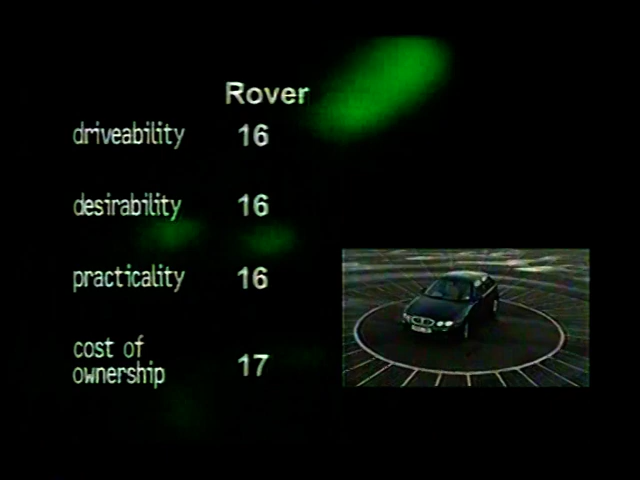 Rover
driveability 16
desirability 16
practicality 16
cost of
ownership 17